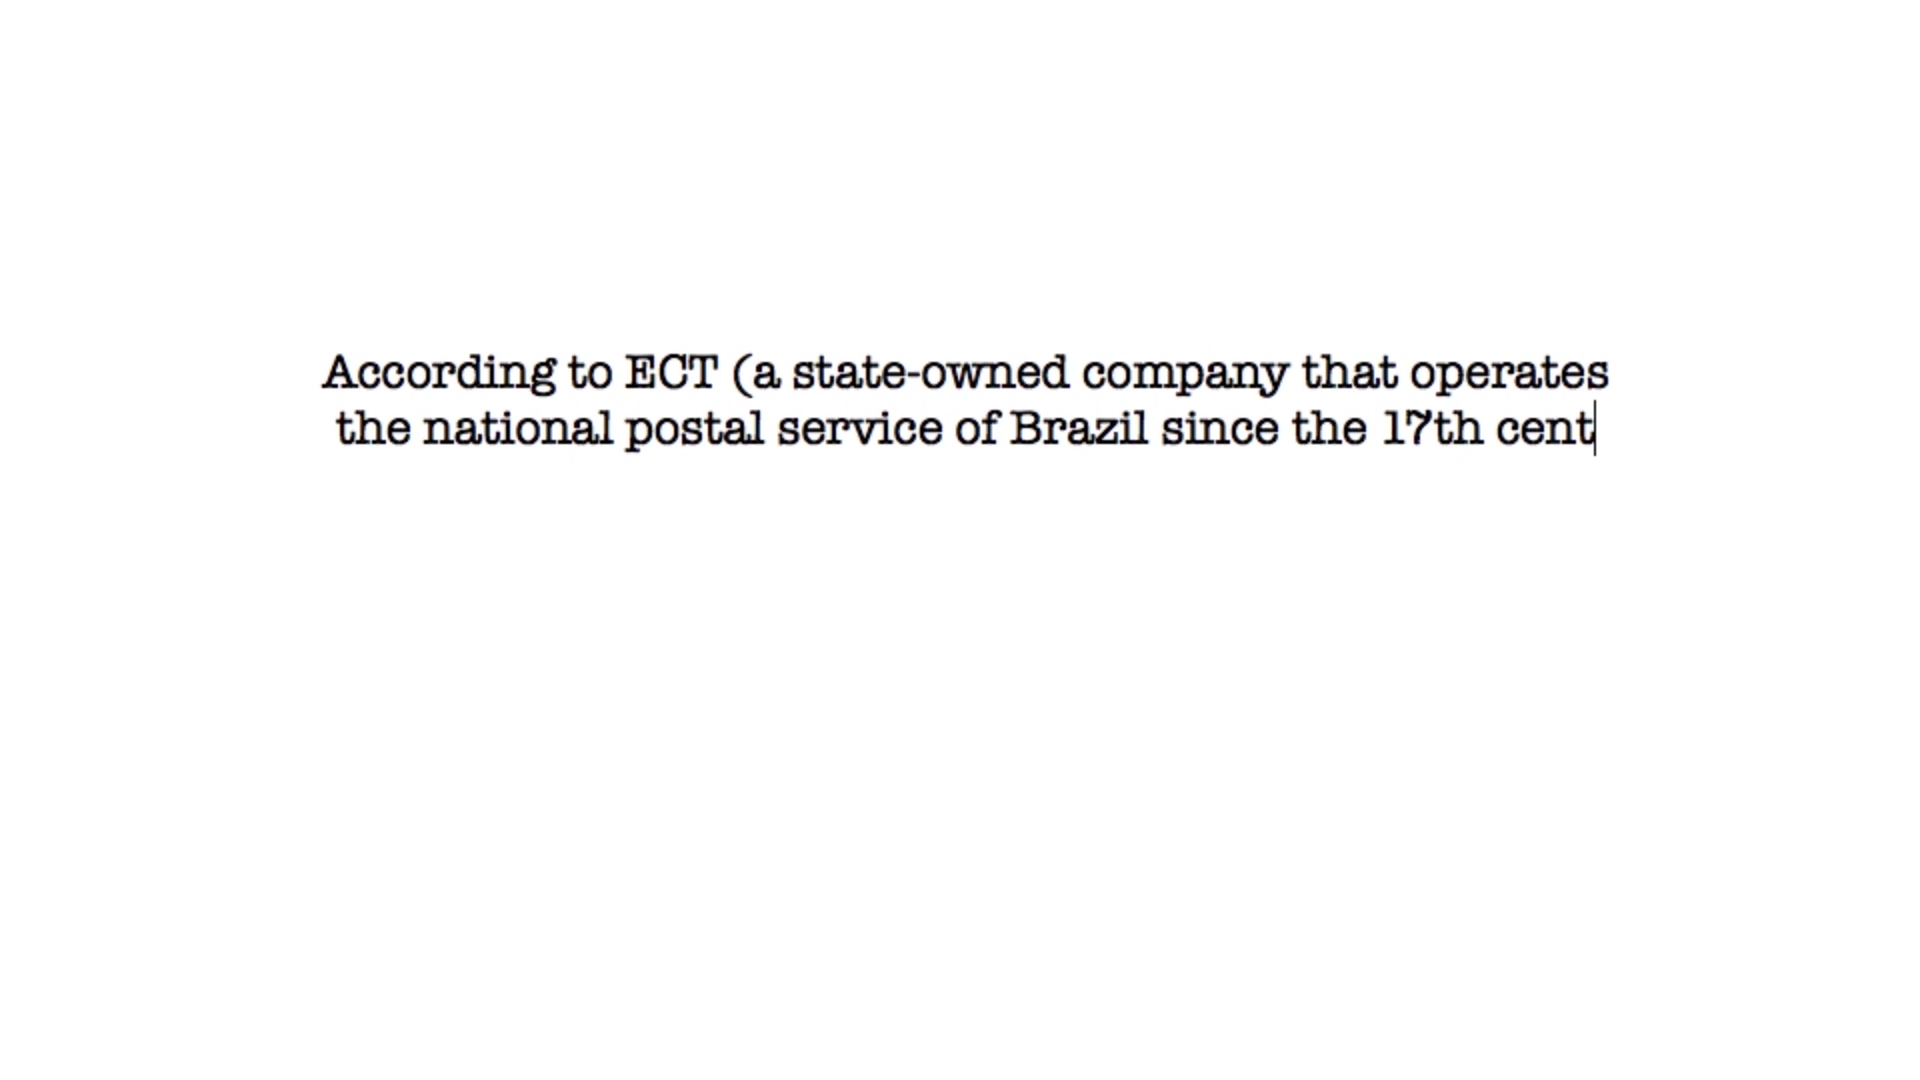 According to ECT (a state-owned company that operates
the national postal service of Brazil since the 17th cent